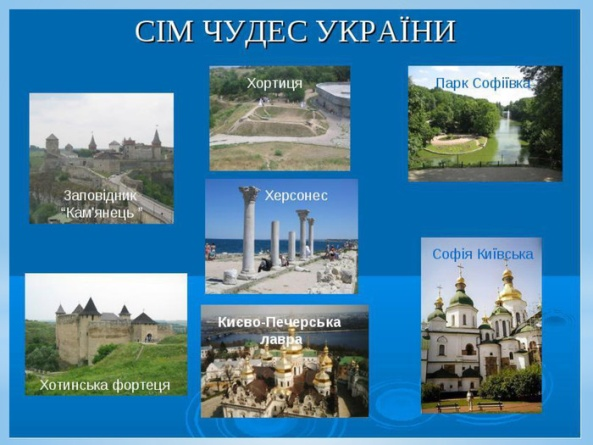 СІМ ЧУДЕС УКРАЇНИ
Хортиця
Парк Софіївка
Заповідник
“Кам'янець ”
Херсонес
Софія Київська
Києво-Печерська
лавра
Хотинська фортеця